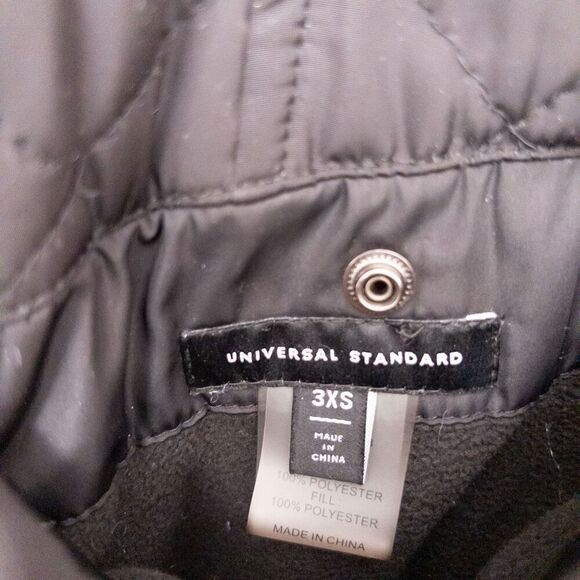 UNIVERSAL STANDARD
3XS
MADE
IN
CHINA
100% POLYESTER
FILL:
100% POLYESTER
MADE IN CHINA